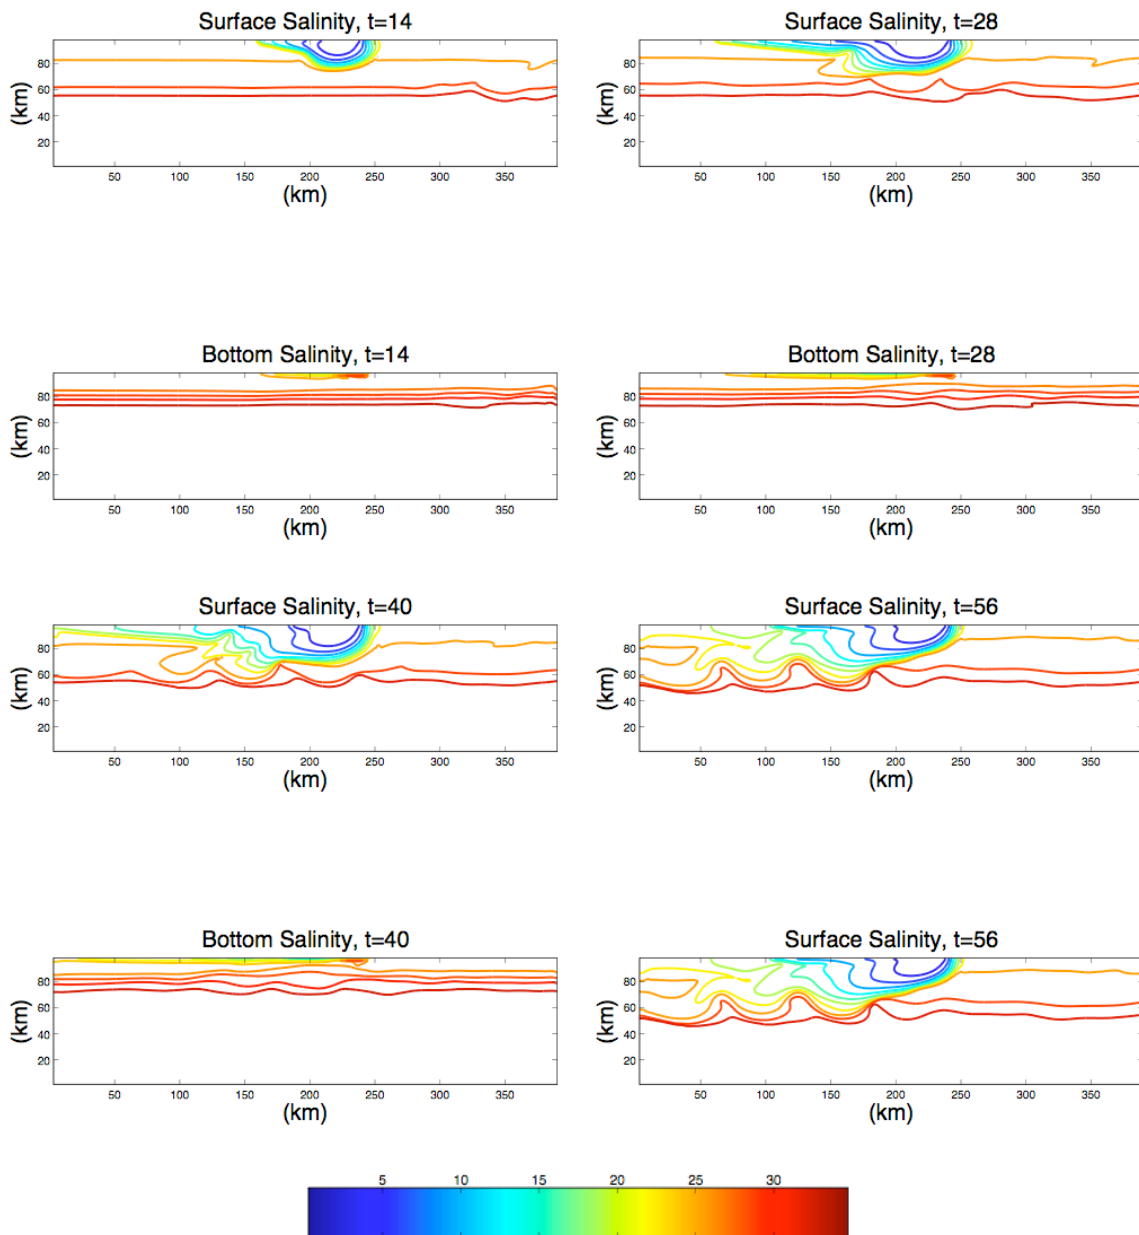 Surface Salinity, t=14
(km)
80
60
40
20
50 100 150 200 250 300 350
(km)
Surface Salinity, t=28
(km)
80
60
40
20
50 100 150 200 250 300 350
(km)
Bottom Salinity, t=14
(km)
80
60
40
20
50 100 150 200 250 300 350
(km)
Bottom Salinity, t=28
(km)
80
60
40
20
50 100 150 200 250 300 350
(km)
Surface Salinity, t=40
(km)
80
60
40
20
50 100 150 200 250 300 350
(km)
Surface Salinity, t=56
(km)
80
60
40
20
50 100 150 200 250 300 350
(km)
Bottom Salinity, t=40
(km)
80
60
40
20
50 100 150 200 250 300 350
(km)
Surface Salinity, t=56
(km)
80
60
40
20
50 100 150 200 250 300 350
(km)
5 10 15 20 25 30